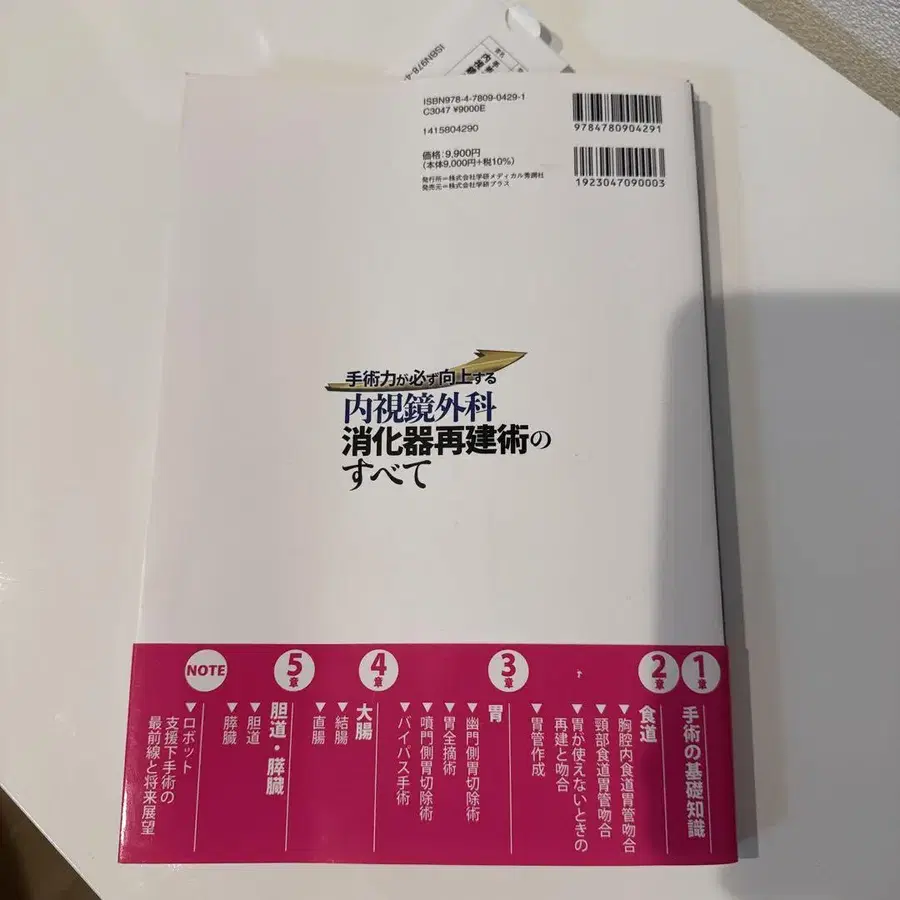 ISBN978-4
ISBN978-4-7809-0429-1
C3047 ¥9000E
1415804290
価格：9,900円
（本体9,000円＋税10%）
発行所＝株式会社学研メディカル秀潤社
発売元＝株式会社学研プラス
9784780904291
1923047090003
手術力が必ず向上する
内視鏡外科
消化器再建術の
すべて
1章
手術の基礎知識
2章
食道
▼胸腔内食道胃管吻合
▼頸部食道胃管吻合
▼胃が使えないときの
再建と吻合
▼胃管作成
3章
胃
▼幽門側胃切除術
▼胃全摘術
▼噴門側胃切除術
▼バイパス手術
4章
大腸
▼結腸
▼直腸
5章
胆道・膵臓
▼胆道
▼膵臓
NOTE
▼ロボット
支援下手術の
最前線と将来展望